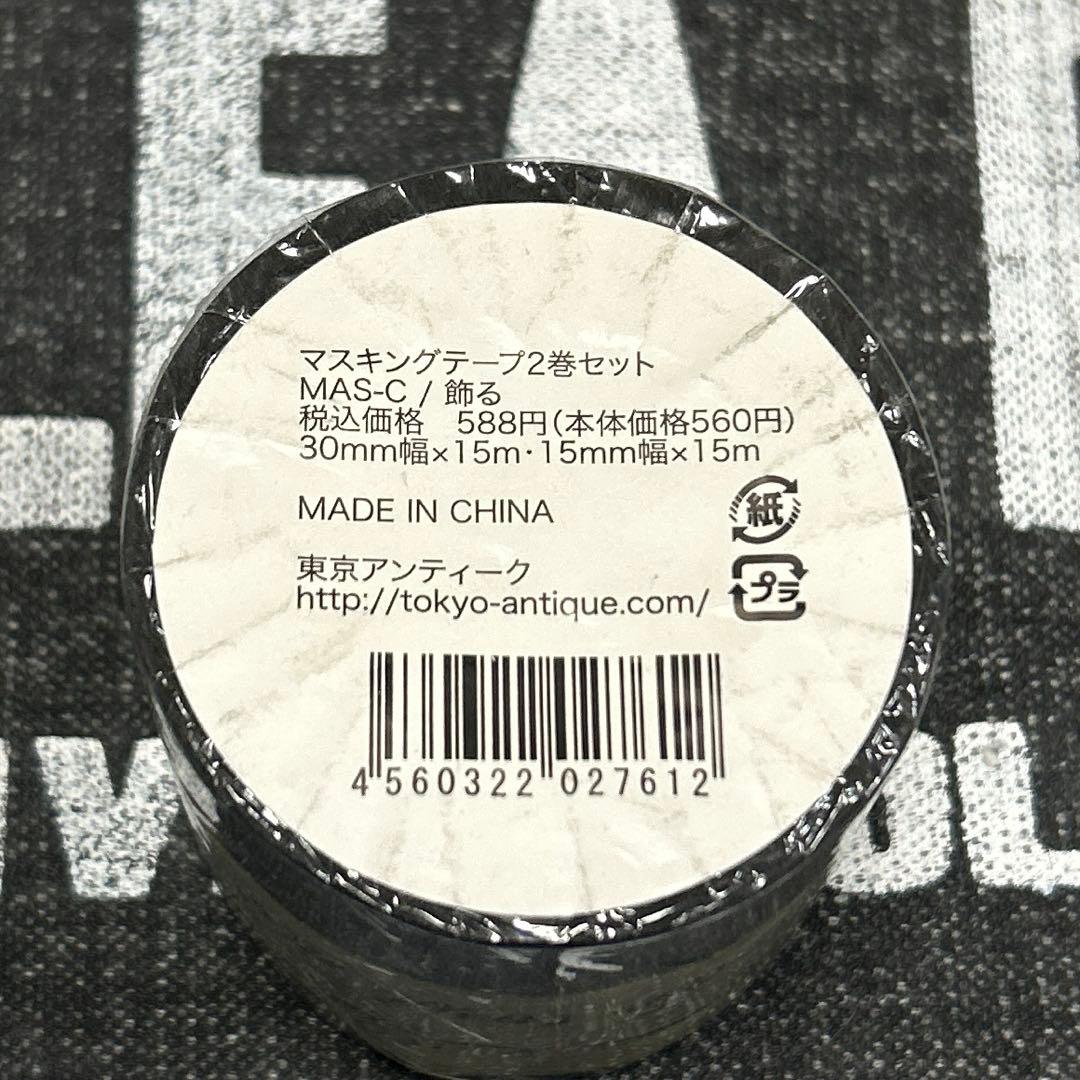 マスキングテープ2巻セット
MAS-C / 飾る
税込価格　588円(本体価格560円)
30mm幅×15m・15mm幅×15m
MADE IN CHINA
紙
東京アンティーク
プラ
http://tokyo-antique.com/
4 560322 027612